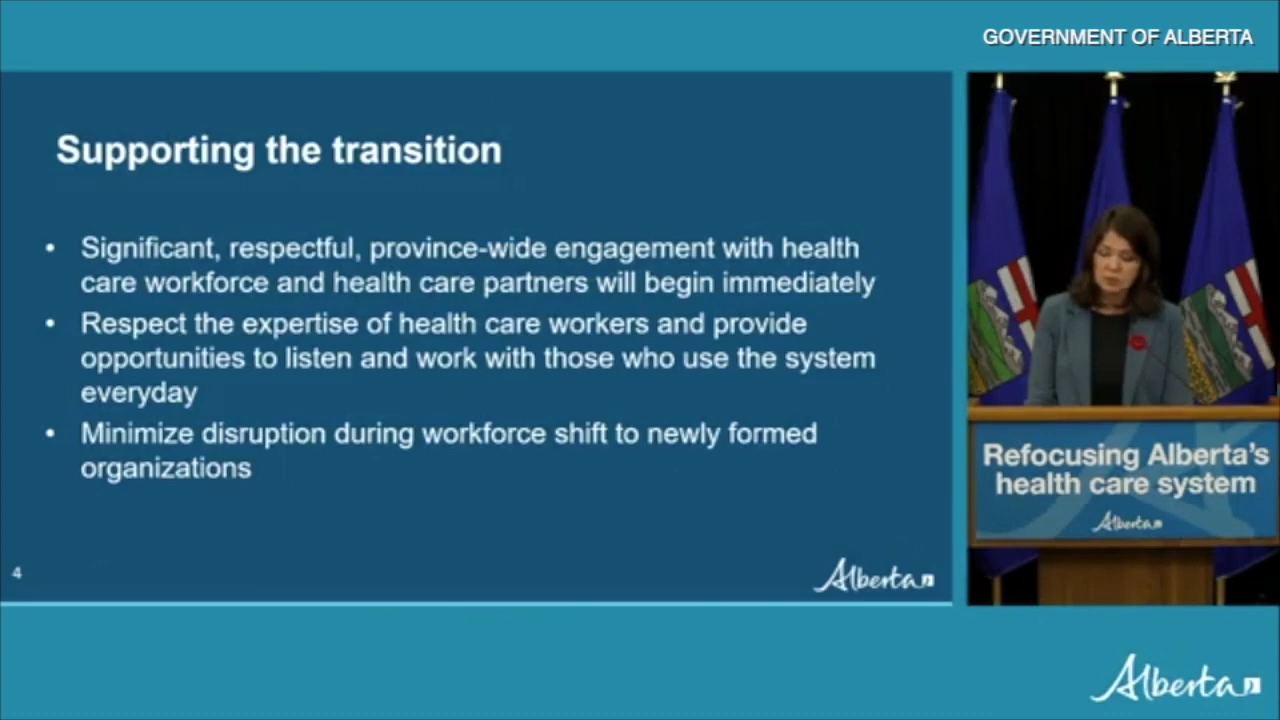 GOVERNMENT OF ALBERTA
Supporting the transition
• Significant, respectful, province-wide engagement with health
care workforce and health care partners will begin immediately
• Respect the expertise of health care workers and provide
opportunities to listen and work with those who use the system
everyday
• Minimize disruption during workforce shift to newly formed
organizations
4
Alberta
Refocusing Alberta's
health care system
Alberta
Alberta